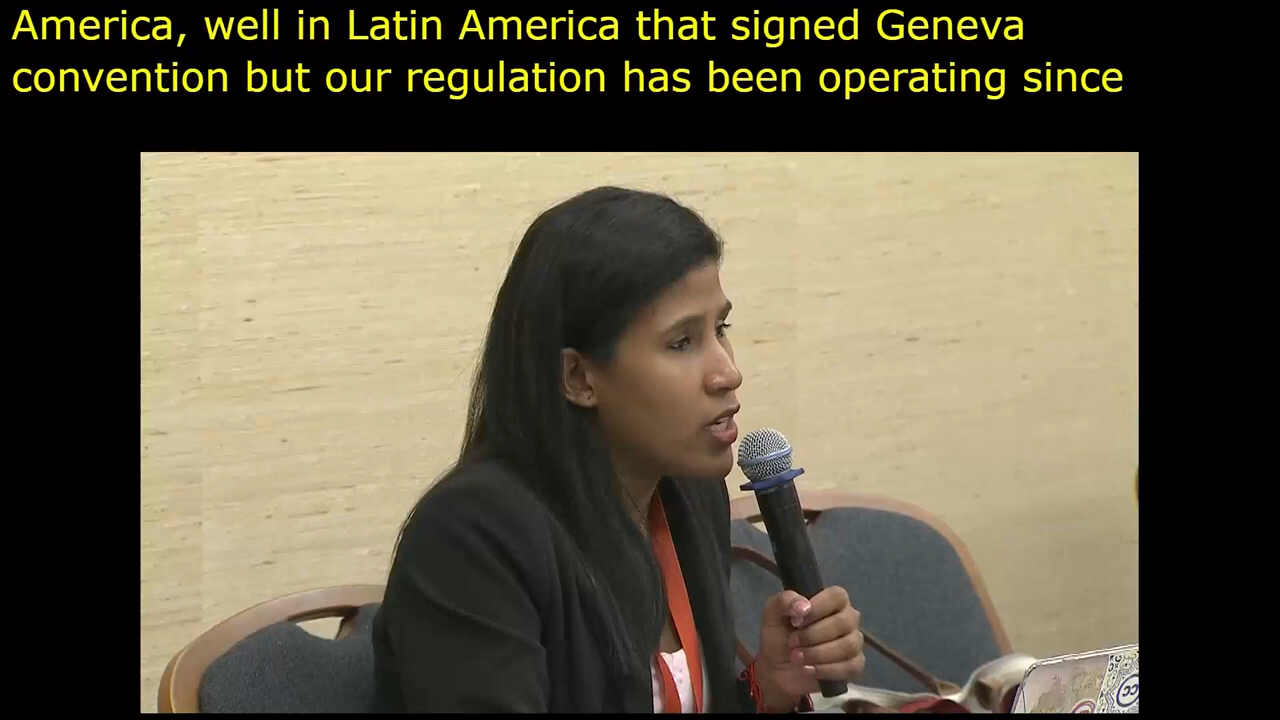 America, well in Latin America that signed Geneva
convention but our regulation has been operating since